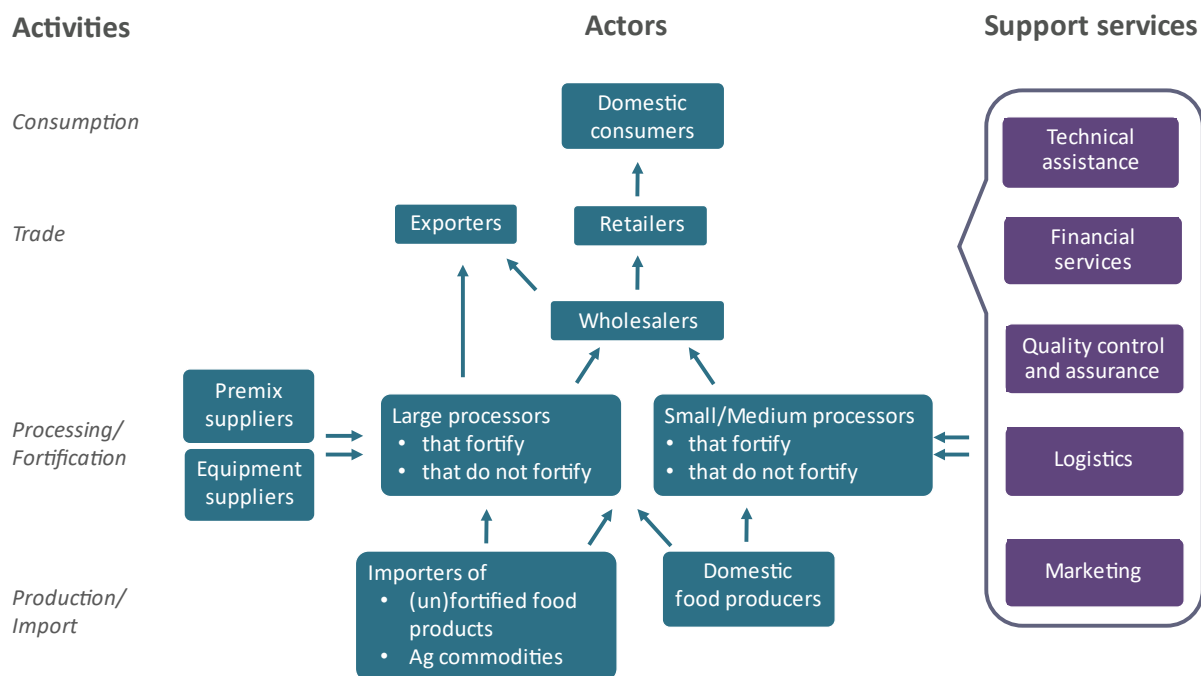 Activities
Actors
Support services
Consumption
Domestic
consumers
Technical
assistance
Trade
Exporters
Retailers
Financial
services
Wholesalers
Quality control
and assurance
Premix
suppliers
Processing/
Fortification
Equipment
suppliers
Large processors
• that fortify
• that do not fortify
Small/Medium processors
• that fortify
• that do not fortify
Logistics
Production/
Import
Importers of
• (un)fortified food
products
• Ag commodities
Domestic
food producers
Marketing